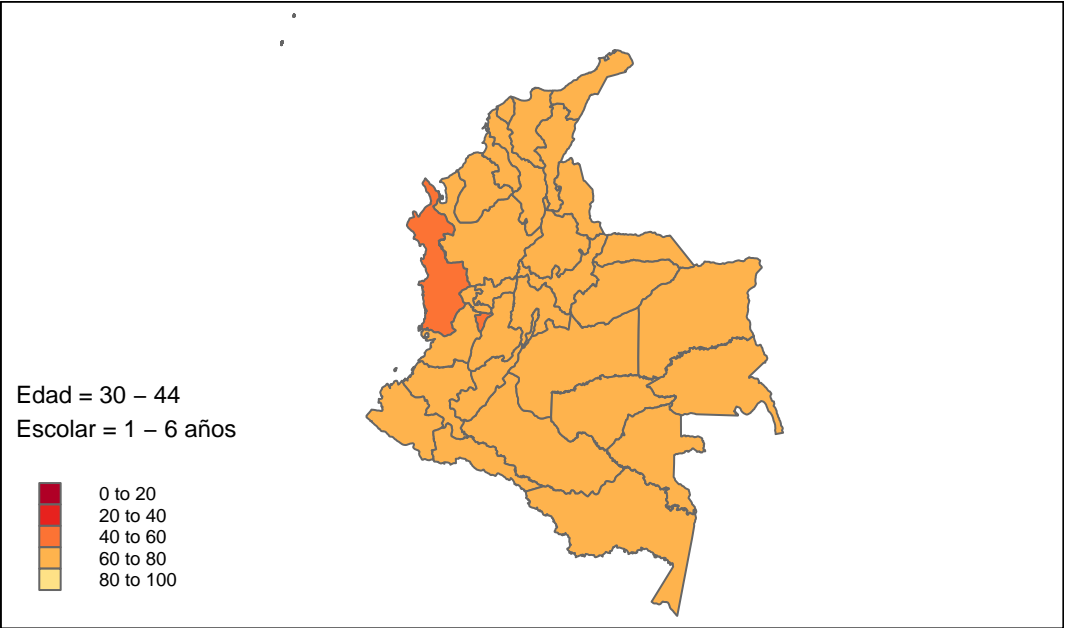 Edad = 30 − 44
Escolar = 1 − 6 años
0 to 20
20 to 40
40 to 60
60 to 80
80 to 100